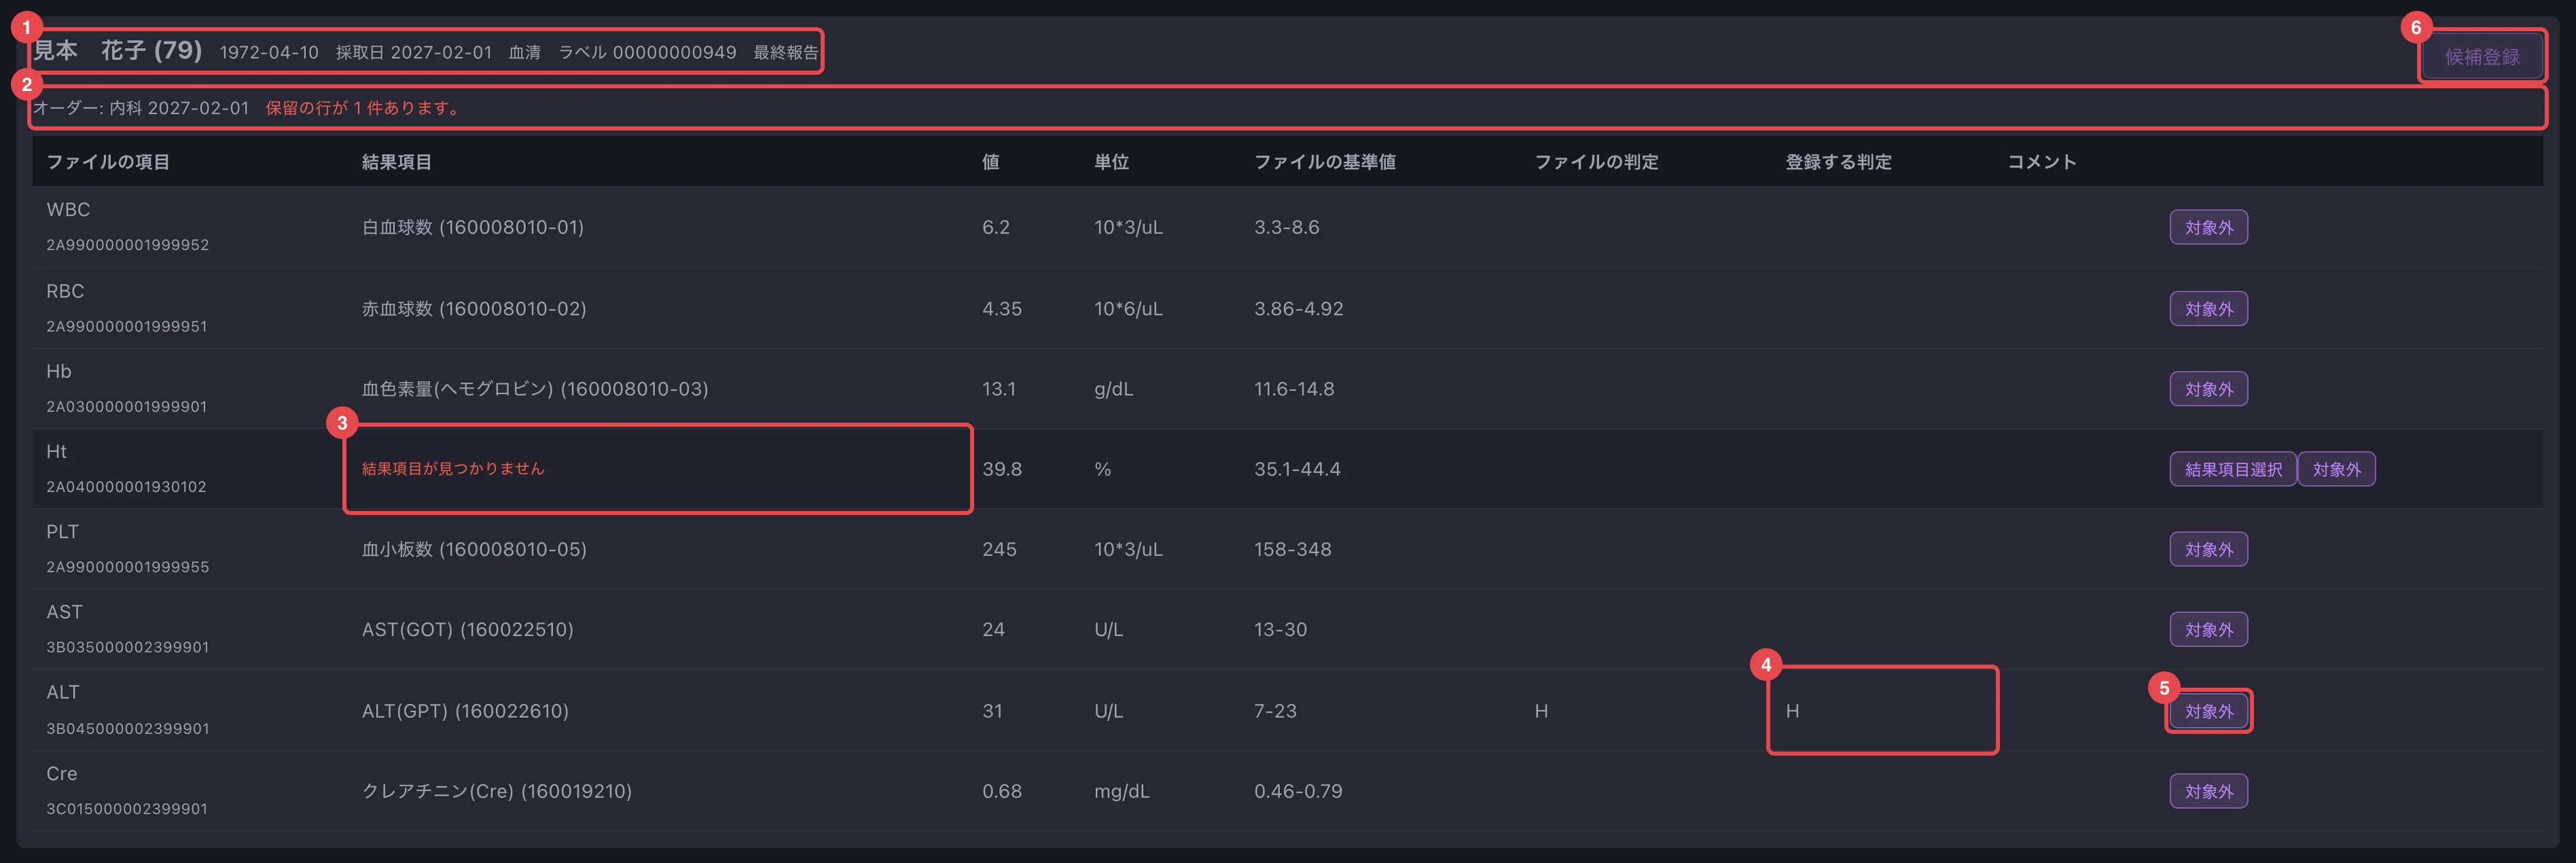 1
見本　花子 (79) 1972-04-10 採取日 2027-02-01 血清 ラベル 00000000949 最終報告
6
候補登録
2
オーダー: 内科 2027-02-01 保留の行が 1 件あります。
ファイルの項目 結果項目 値 単位 ファイルの基準値 ファイルの判定 登録する判定 コメント
WBC
2A990000001999952
白血球数 (160008010-01) 6.2 10*3/uL 3.3-8.6 対象外
RBC
2A990000001999951
赤血球数 (160008010-02) 4.35 10*6/uL 3.86-4.92 対象外
Hb
2A030000001999901
血色素量(ヘモグロビン) (160008010-03) 13.1 g/dL 11.6-14.8 対象外
3
Ht
2A040000001930102
結果項目が見つかりません 39.8 % 35.1-44.4 結果項目選択 対象外
PLT
2A990000001999955
血小板数 (160008010-05) 245 10*3/uL 158-348 対象外
AST
3B035000002399901
AST(GOT) (160022510) 24 U/L 13-30 対象外
4
5
ALT
3B045000002399901
ALT(GPT) (160022610) 31 U/L 7-23 H H 対象外
Cre
3C015000002399901
クレアチニン(Cre) (160019210) 0.68 mg/dL 0.46-0.79 対象外